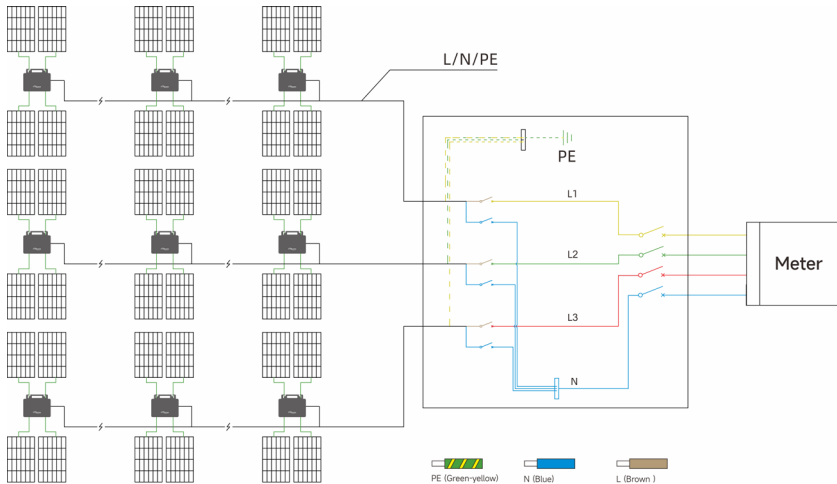 L/N/PE
PE
L1
L2
Meter
L3
N
PE (Green-yellow)
N (Blue)
L (Brown )